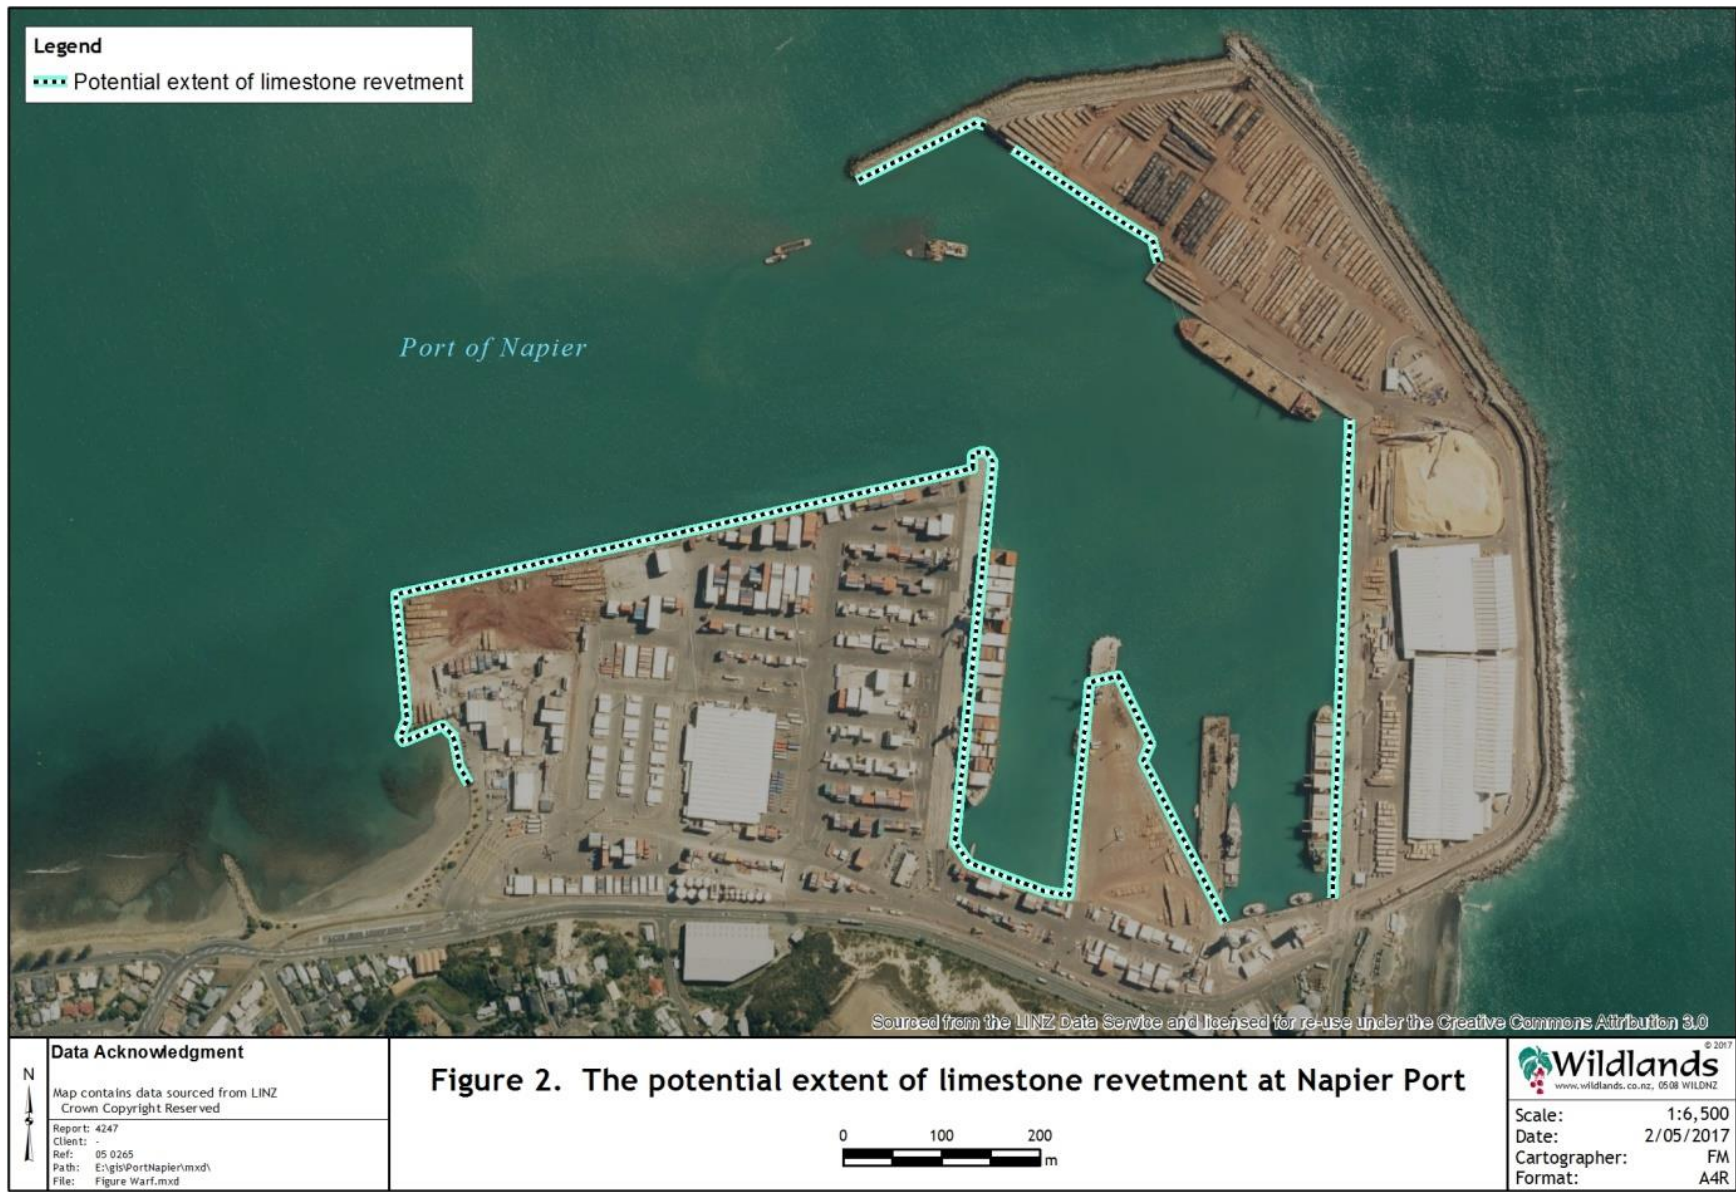 Legend
Potential extent of limestone revetment
Port of Napier
Sourced from the LINZ Data Service and licensed for re-use under the Creative Commons Attribution 3.0
N
Data Acknowledgment
Map contains data sourced from LINZ
Crown Copyright Reserved
Report: 4247
Client: -
Ref: 05 0265
Path: E:\gis\PortNapier\mxd\
File: Figure Warf.mxd
Figure 2. The potential extent of limestone revetment at Napier Port
0 100 200
m
© 2017
Wildlands
www.wildlands.co.nz, 0508 WILDNZ
Scale: 1:6,500
Date: 2/05/2017
Cartographer: FM
Format: A4R